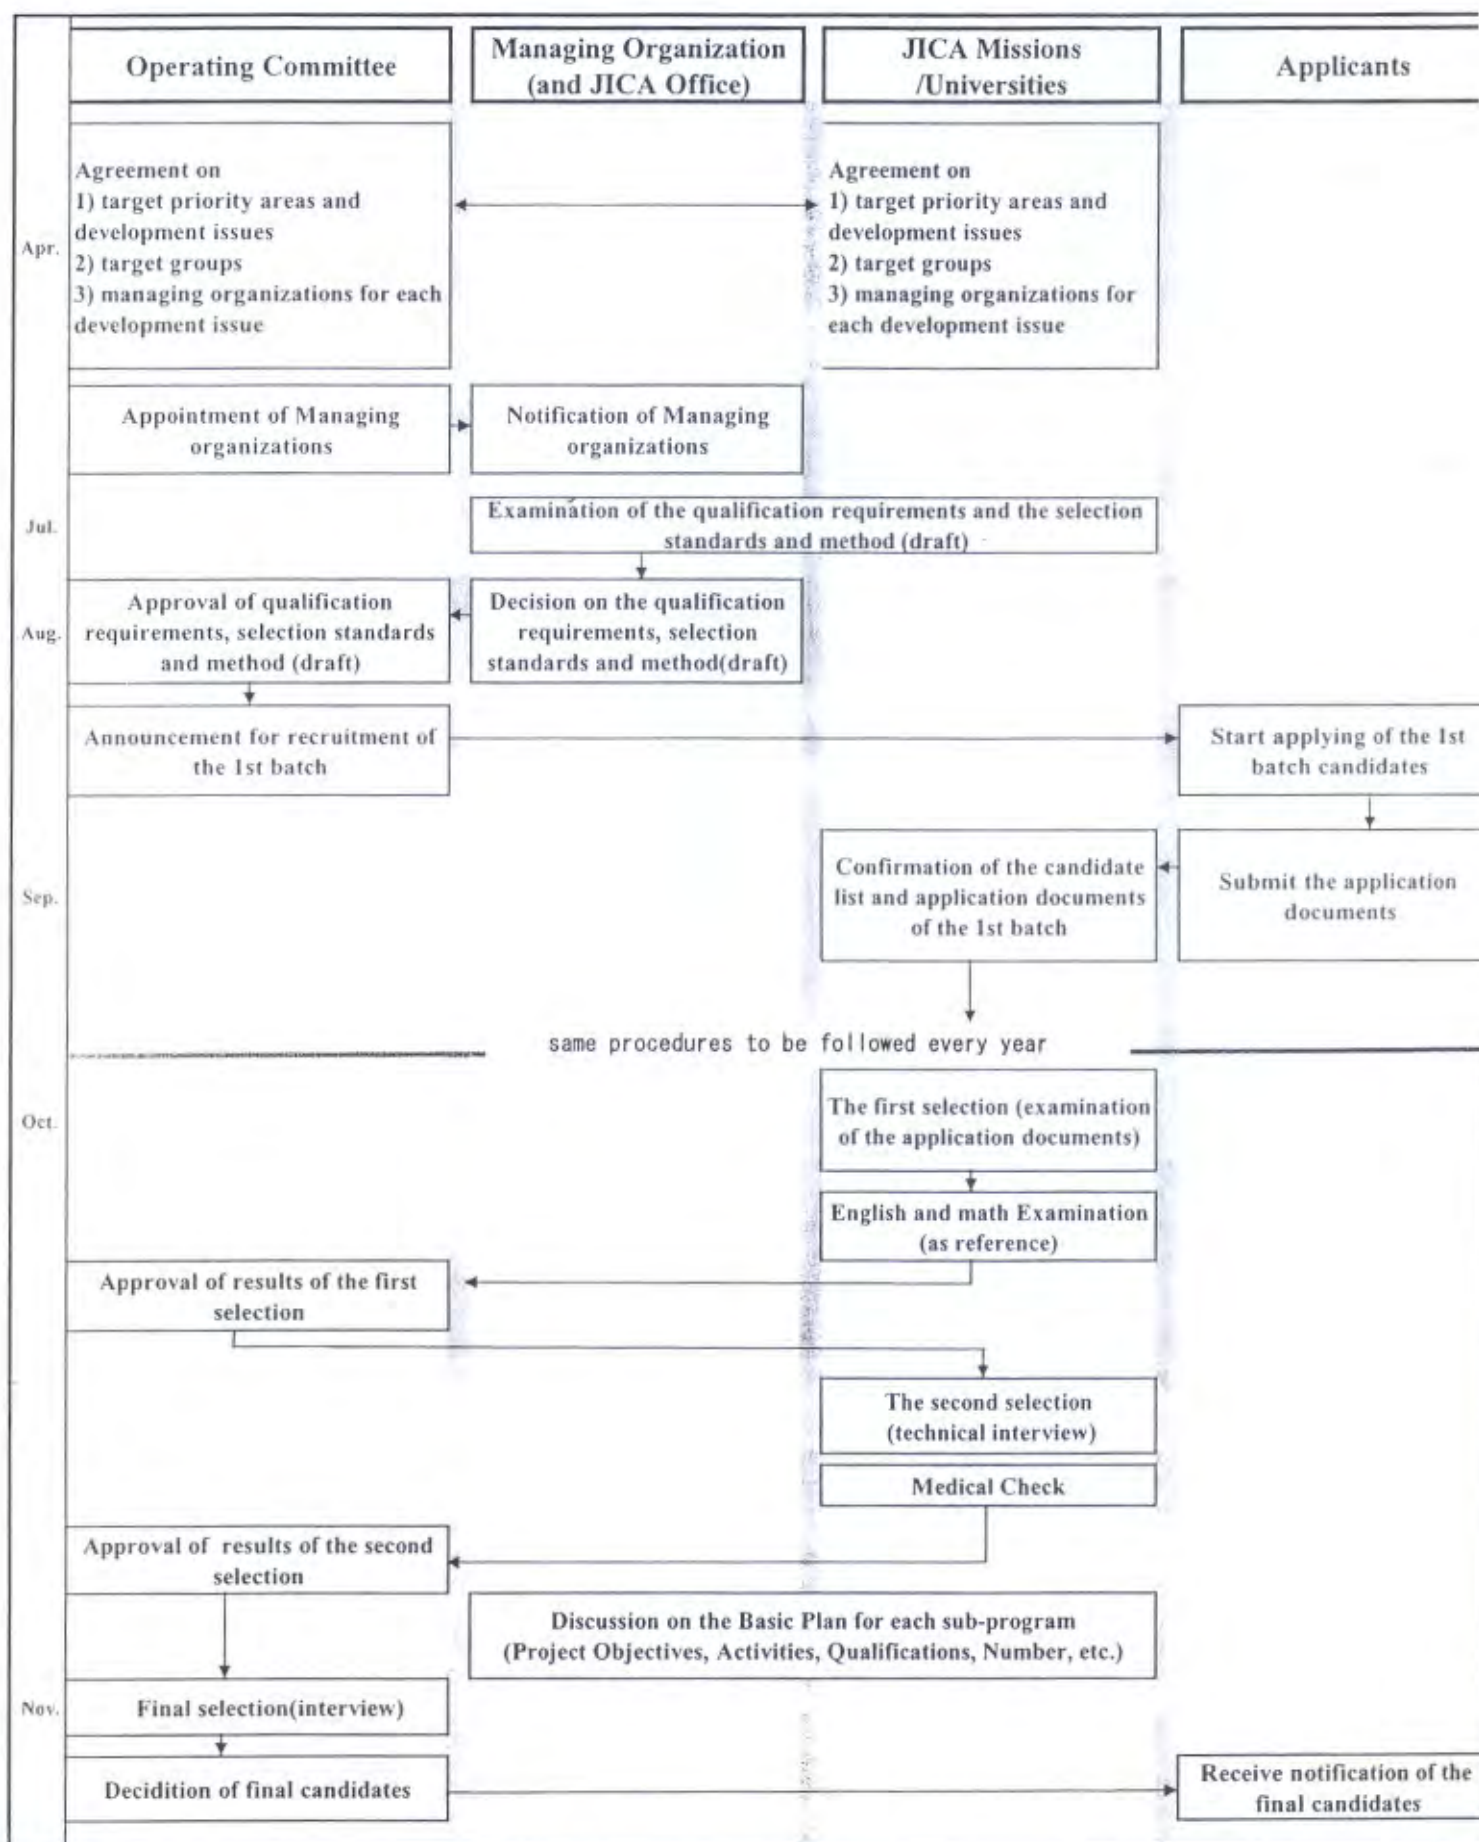 Operating Committee
Managing Organization
(and JICA Office)
JICA Missions
/Universities
Applicants
Apr.
Agreement on
1) target priority areas and
development issues
2) target groups
3) managing organizations for each
development issue
Agreement on
1) target priority areas and
development issues
2) target groups
3) managing organizations for
each development issue
Appointment of Managing
organizations
Notification of Managing
organizations
Jul.
Examination of the qualification requirements and the selection
standards and method (draft)
Aug.
Approval of qualification
requirements, selection standards
and method (draft)
Decision on the qualification
requirements, selection
standards and method(draft)
Announcement for recruitment of
the 1st batch
Start applying of the 1st
batch candidates
Sep.
Confirmation of the candidate
list and application documents
of the 1st batch
Submit the application
documents
same procedures to be followed every year
Oct.
The first selection (examination
of the application documents)
English and math Examination
(as reference)
Approval of results of the first
selection
The second selection
(technical interview)
Medical Check
Approval of results of the second
selection
Discussion on the Basic Plan for each sub-program
(Project Objectives, Activities, Qualifications, Number, etc.)
Nov.
Final selection(interview)
Decidition of final candidates
Receive notification of the
final candidates